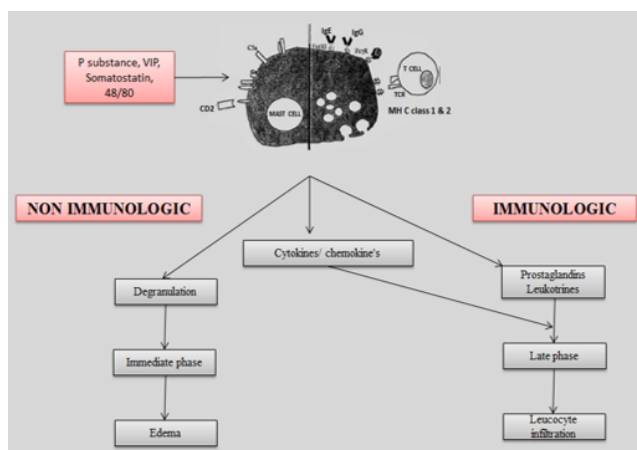 P substance, VIP,
Somatostatin,
48/80
IgE
IgG
C5a
CD2
MAST CELL
T CELL
TCR
MH C class 1 & 2
NON IMMUNOLOGIC
IMMUNOLOGIC
Cytokines/ chemokine's
Degranulation
Prostaglandins
Leukotrines
Immediate phase
Late phase
Edema
Leucocyte
infiltration